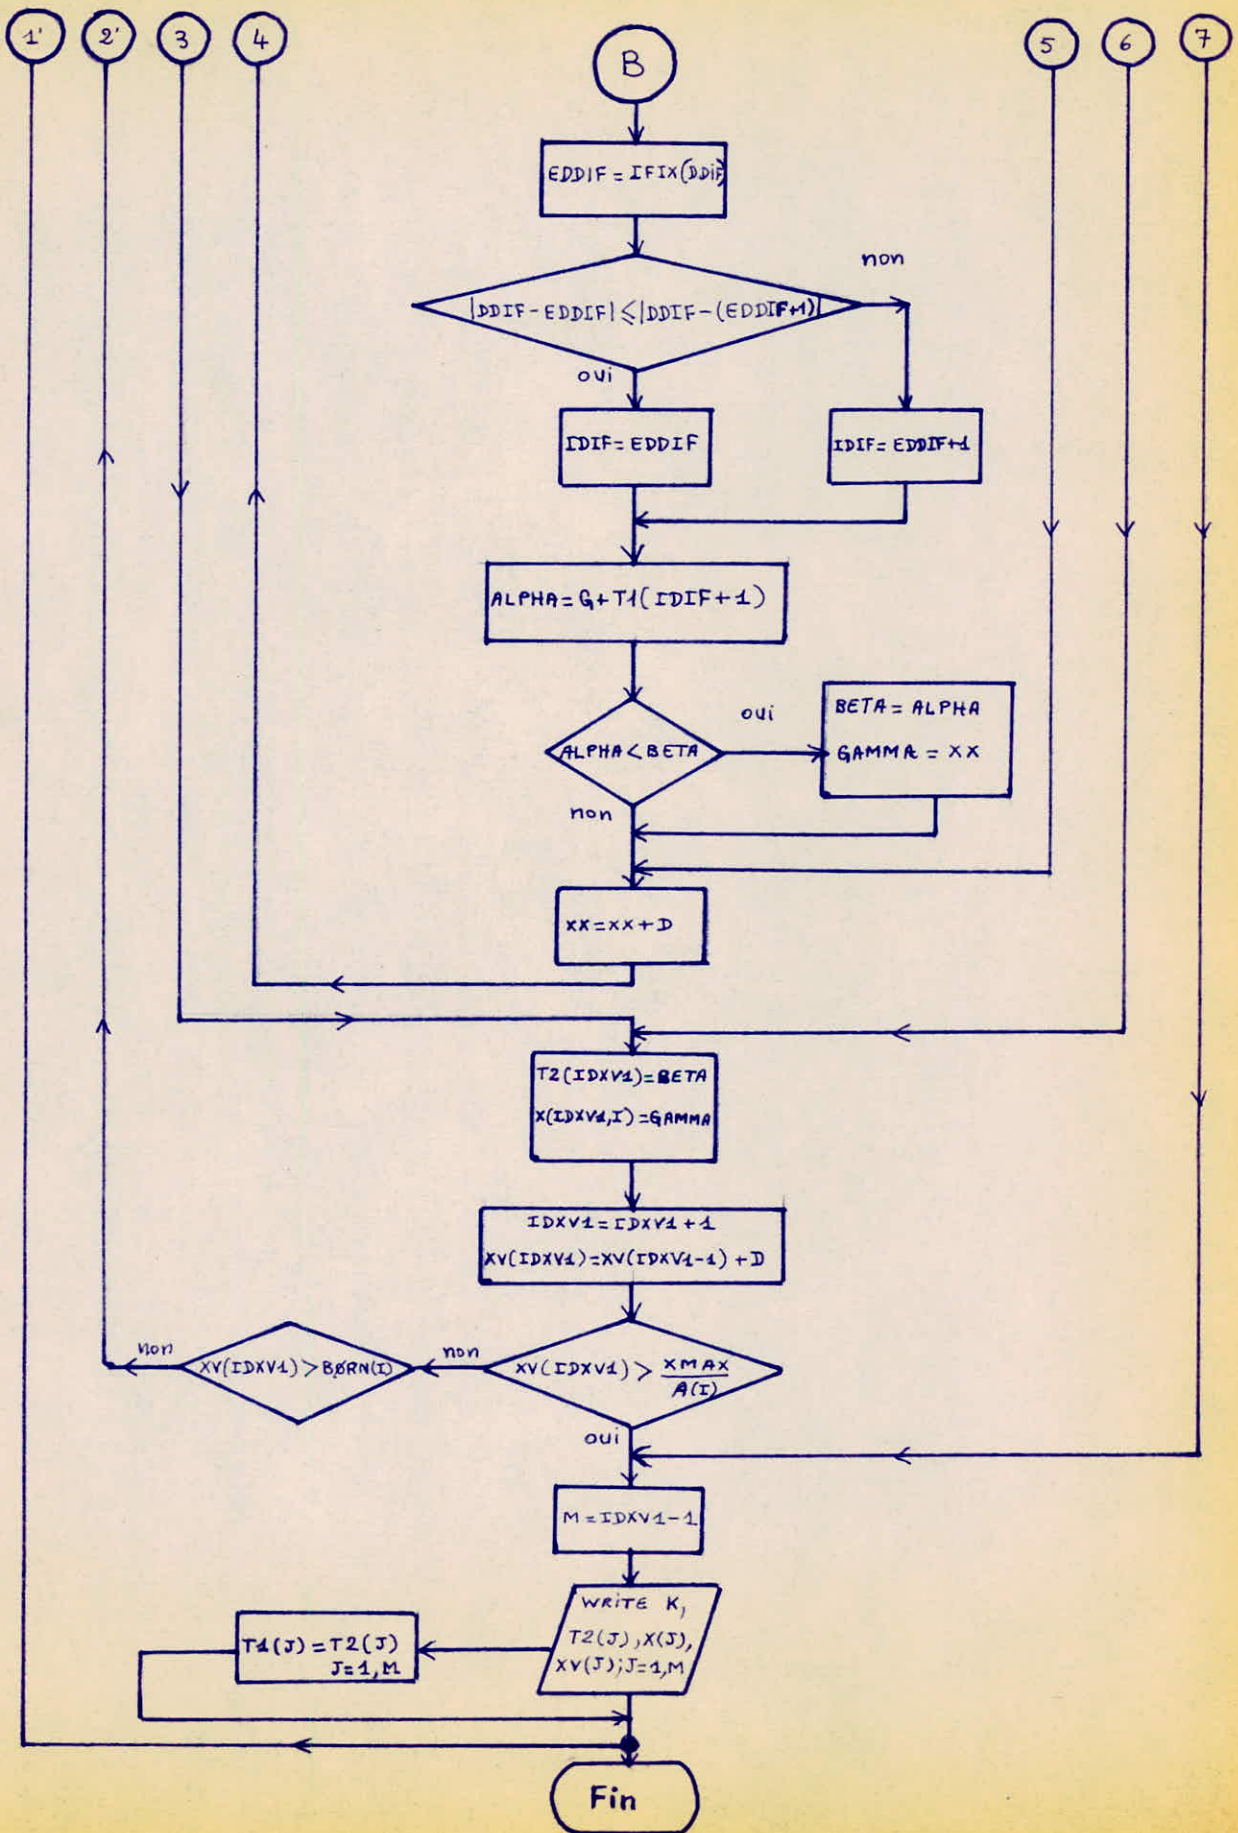 1' 2' 3 4 B 5 6 7
EDDIF = IFIX(DDIF)
non
|DDIF-EDDIF| ≤ |DDIF-(EDDIF+1)|
oui
IDIF=EDDIF
IDIF=EDDIF+1
ALPHA=G+T1(IDIF+1)
ALPHA<BETA
oui
BETA = ALPHA
GAMMA = XX
non
XX=XX+D
T2(IDXV1)=BETA
X(IDXV1,I)=GAMMA
IDXV1=IDXV1+1
XV(IDXV1)=XV(IDXV1-1)+D
non
XV(IDXV1)>BØRN(I)
non
XV(IDXV1) > XMAX
A(I)
oui
M=IDXV1-1
WRITE K,
T2(J),X(J),
XV(J);J=1,M
T1(J)=T2(J)
J=1,M
Fin